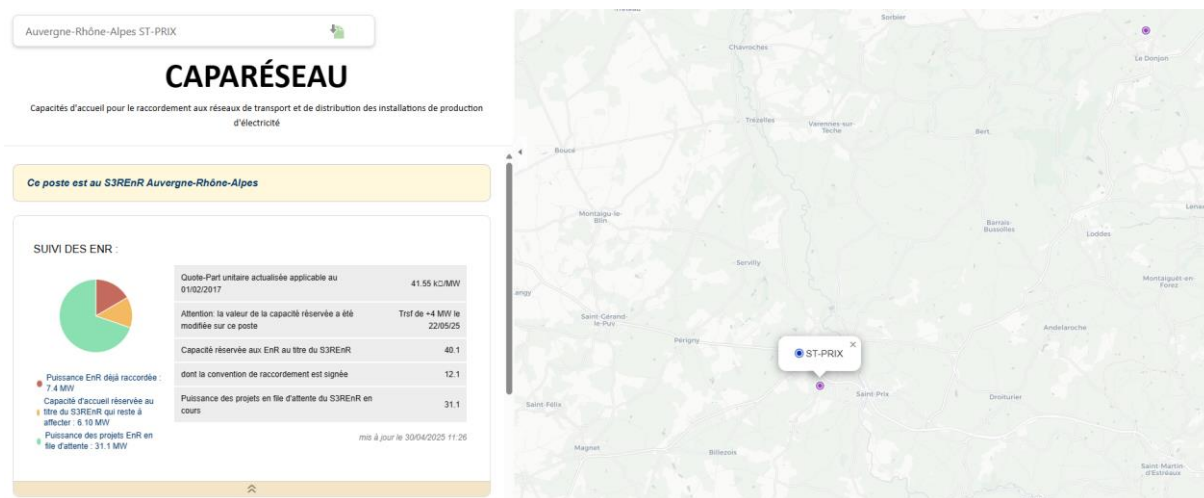 Auvergne-Rhône-Alpes ST-PRIX
CAPARÉSEAU
Capacités d'accueil pour le raccordement aux réseaux de transport et de distribution des installations de production
d'électricité
Ce poste est au S3REnR Auvergne-Rhône-Alpes
SUIVI DES ENR :
Quote-Part unitaire actualisée applicable au
01/02/2017
41.55 k□/MW
Attention: la valeur de la capacité réservée a été
modifiée sur ce poste
Trsf de +4 MW le
22/05/25
Capacité réservée aux EnR au titre du S3REnR
40.1
dont la convention de raccordement est signée
12.1
Puissance des projets en file d'attente du S3REnR en
cours
31.1
mis à jour le 30/04/2025 11:26
Puissance EnR déjà raccordée :
7.4 MW
Capacité d'accueil réservée au
titre du S3REnR qui reste à
affecter : 6.10 MW
Puissance des projets EnR en
file d'attente : 31.1 MW
Sorbier
Chavroches
Le Donjon
Trezelles
Varennes-sur-
Tèche
Bert
Boucé
Montaigu-le-
Blin
Barrais-
Bussolles
Loddes
Servilly
Montaiguët-en-
Forez
angy
Saint-Gérand-
le-Puy
Périgny
Andelaroche
ST-PRIX
×
Saint-Prix
Droiturier
Saint-Félix
Magnet
Billezois
Saint-Martin-
d'Estréaux